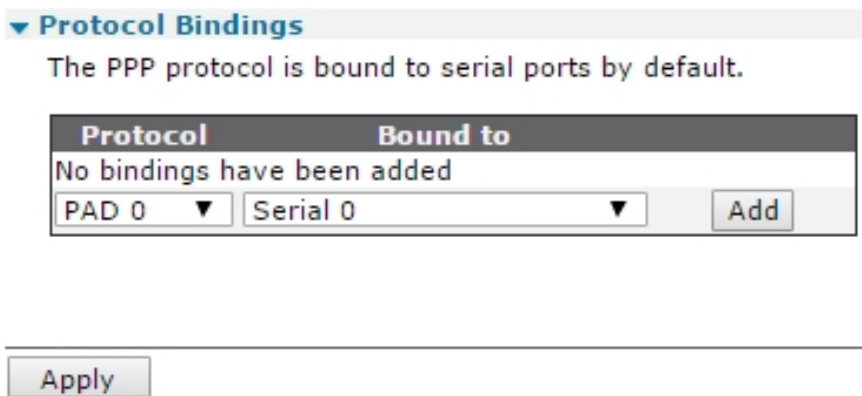 Protocol Bindings
The PPP protocol is bound to serial ports by default.
Protocol Bound to
No bindings have been added
PAD 0 Serial 0 Add
Apply